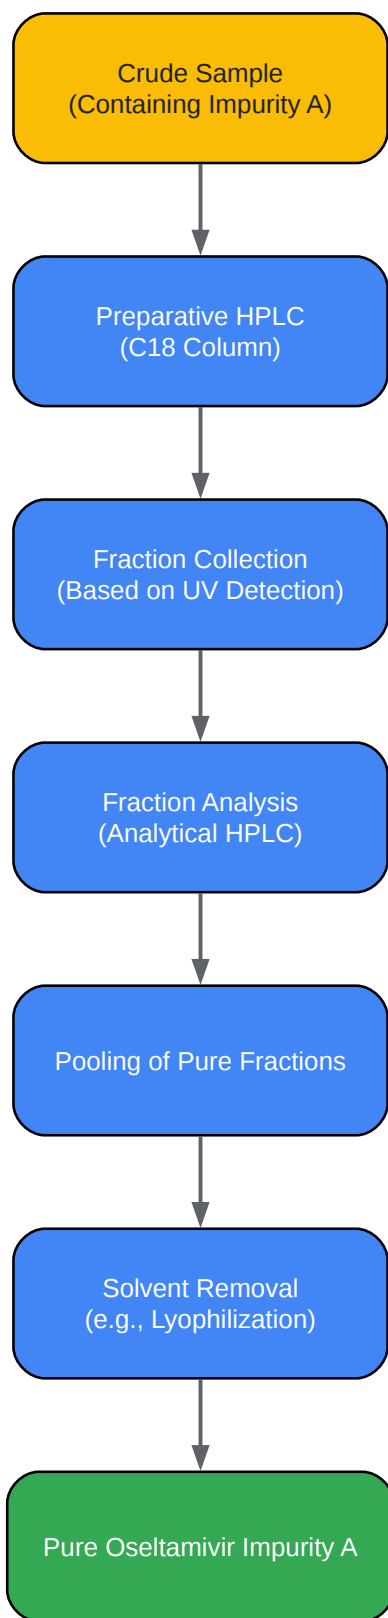 Crude Sample
(Containing Impurity A)
Preparative HPLC
(C18 Column)
Fraction Collection
(Based on UV Detection)
Fraction Analysis
(Analytical HPLC)
Pooling of Pure Fractions
Solvent Removal
(e.g., Lyophilization)
Pure Oseltamivir Impurity A